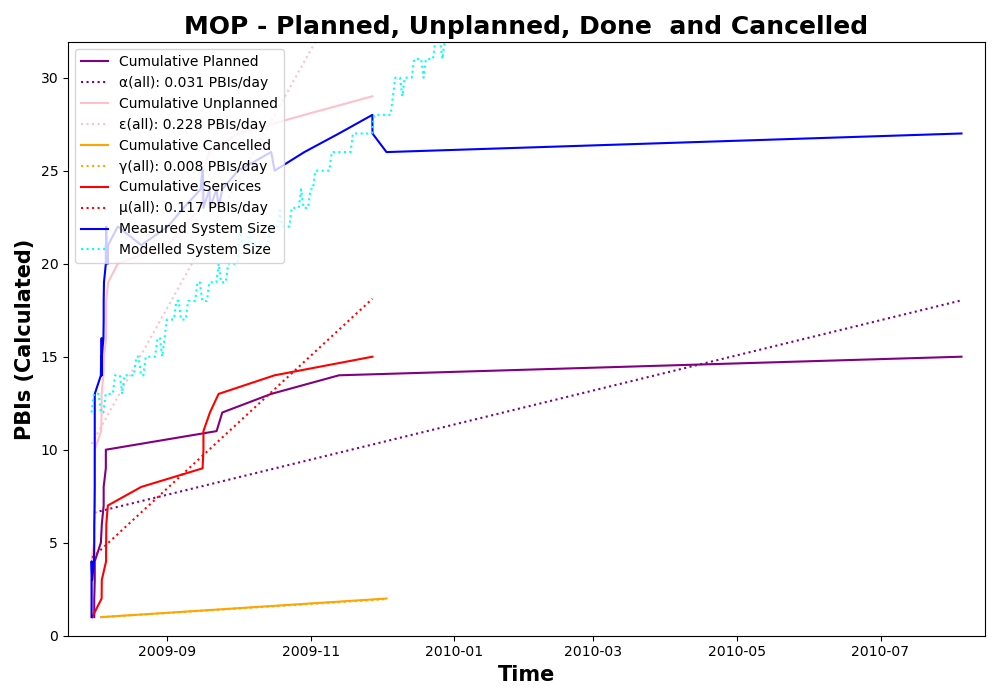 MOP - Planned, Unplanned, Done  and Cancelled
PBIs (Calculated)
30
25
20
15
10
5
0
Cumulative Planned
α(all): 0.031 PBIs/day
Cumulative Unplanned
ε(all): 0.228 PBIs/day
Cumulative Cancelled
γ(all): 0.008 PBIs/day
Cumulative Services
μ(all): 0.117 PBIs/day
Measured System Size
Modelled System Size
2009-09 2009-11 2010-01 2010-03 2010-05 2010-07
Time